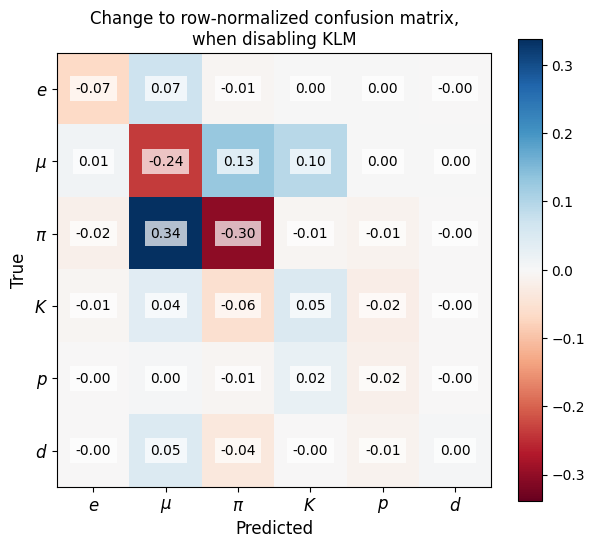 Change to row-normalized confusion matrix,
when disabling KLM
True
e -0.07 0.07 -0.01 0.00 0.00 -0.00
μ 0.01 -0.24 0.13 0.10 0.00 0.00
π -0.02 0.34 -0.30 -0.01 -0.01 -0.00
K -0.01 0.04 -0.06 0.05 -0.02 -0.00
p -0.00 0.00 -0.01 0.02 -0.02 -0.00
d -0.00 0.05 -0.04 -0.00 -0.01 0.00
e μ π K p d
Predicted
0.3
0.2
0.1
0.0
−0.1
−0.2
−0.3